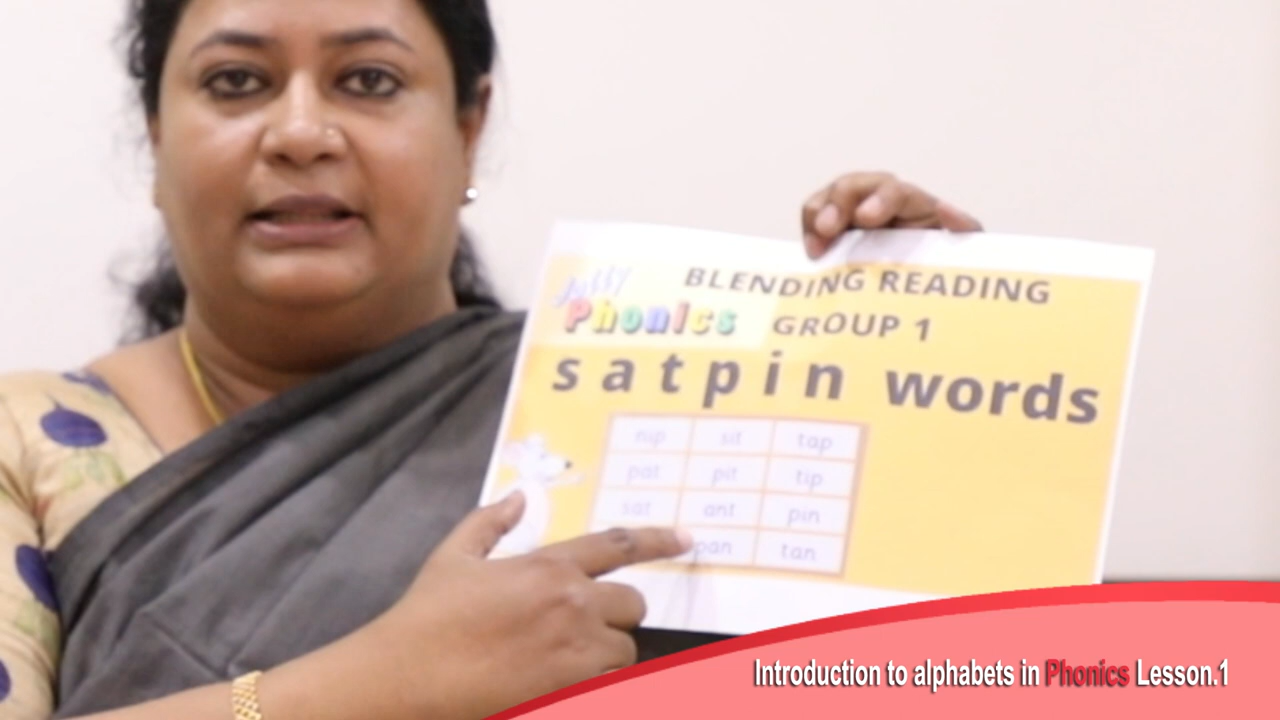 BLENDING READING
Jolly
Phonics GROUP 1
s a t p i n words
nip sit tap
pat pit tip
sat ant pin
pan tan
Introduction to alphabets in Phonics Lesson.1